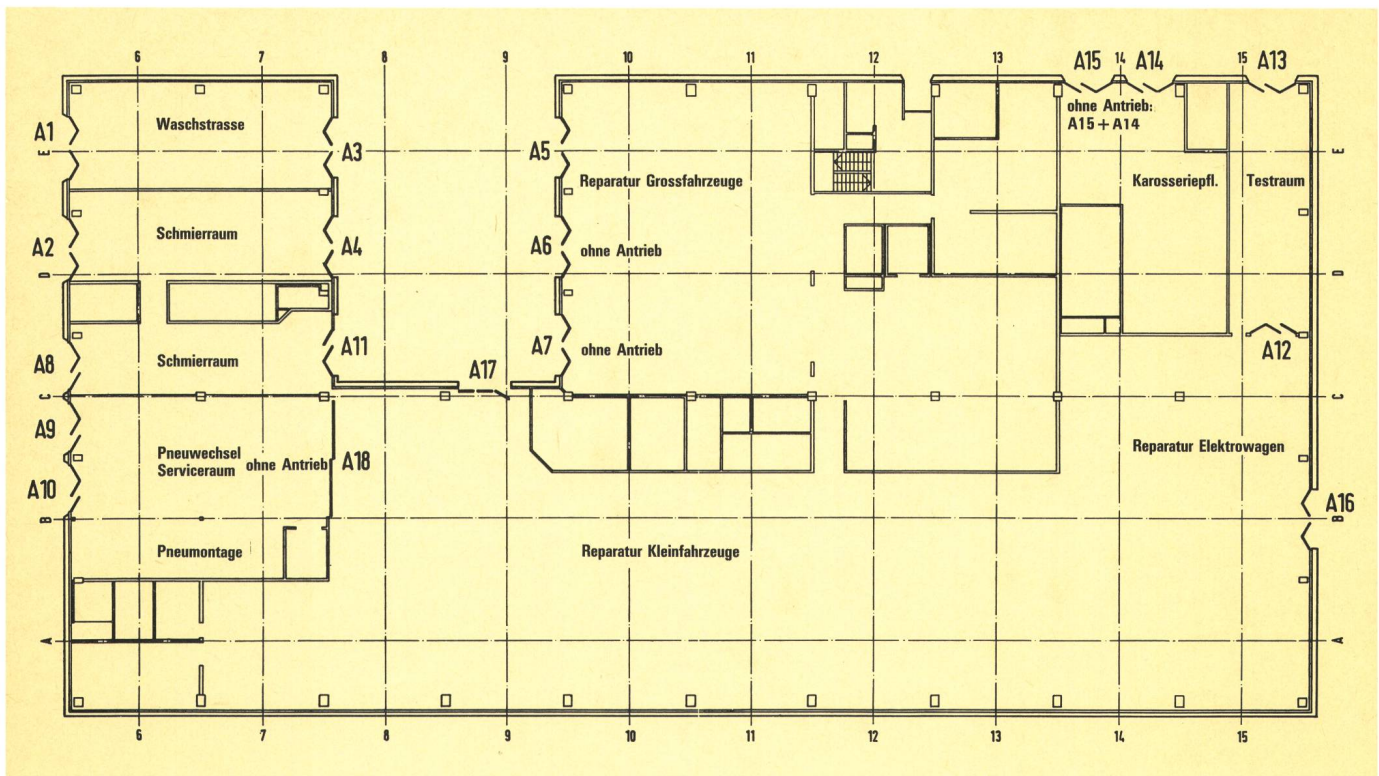 6 7 8 9 10 11 12 13 14 15
A15 A14 A13
ohne Antrieb:
A15 + A14
A1 Waschstrasse
E A3 A5 E
Reparatur Grossfahrzeuge Karosseriepfl. Testraum
A2 Schmierraum A4 A6 ohne Antrieb
D D
A8 Schmierraum A11 A7 ohne Antrieb A12
A17
C C
A9
Pneuwechsel
Serviceraum ohne Antrieb A18
Reparatur Elektrowagen
A10 A16
B B
Pneumontage Reparatur Kleinfahrzeuge
A A
6 7 8 9 10 11 12 13 14 15